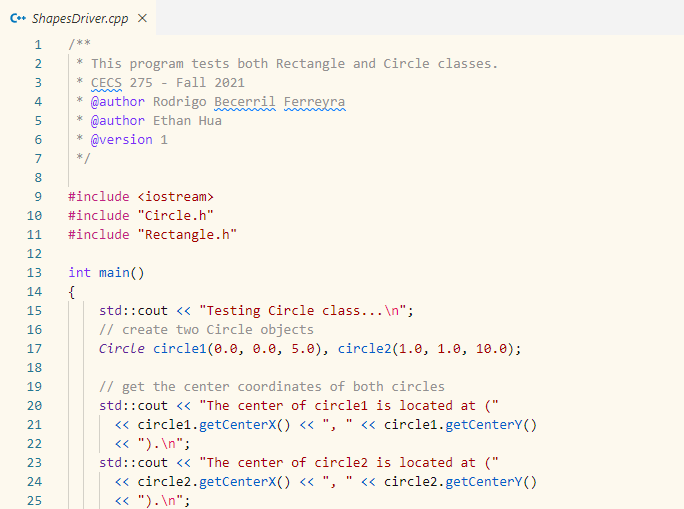 C++ ShapesDriver.cpp ×
1 /**
2 * This program tests both Rectangle and Circle classes.
3 * CECS 275 - Fall 2021
4 * @author Rodrigo Becerril Ferreyra
5 * @author Ethan Hua
6 * @version 1
7 */
8
9 #include <iostream>
10 #include "Circle.h"
11 #include "Rectangle.h"
12
13 int main()
14 {
15 std::cout << "Testing Circle class...\n";
16 // create two Circle objects
17 Circle circle1(0.0, 0.0, 5.0), circle2(1.0, 1.0, 10.0);
18
19 // get the center coordinates of both circles
20 std::cout << "The center of circle1 is located at ("
21 << circle1.getCenterX() << ", " << circle1.getCenterY()
22 << ").\n";
23 std::cout << "The center of circle2 is located at ("
24 << circle2.getCenterX() << ", " << circle2.getCenterY()
25 << ").\n";